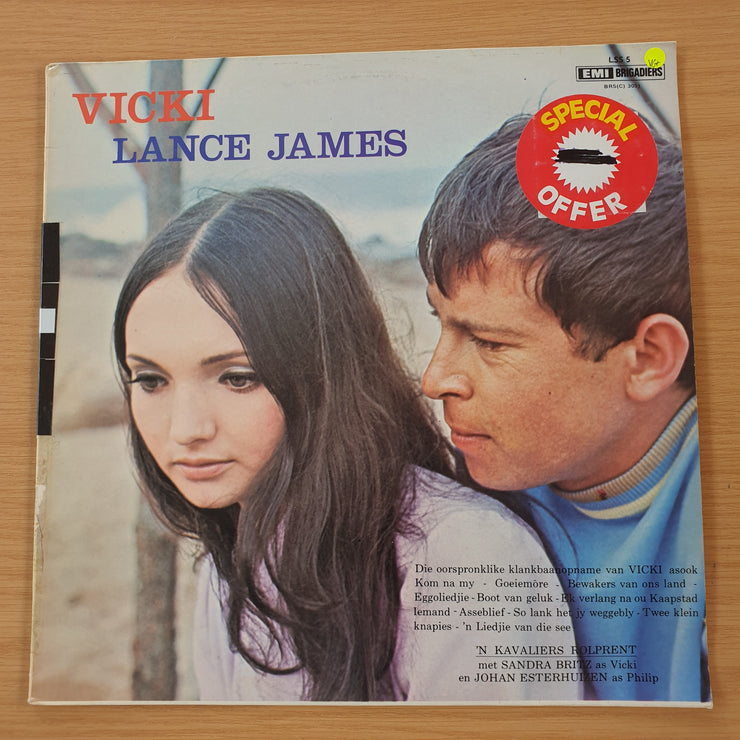 LSS 5
EMI BRIGADIERS
BRS(C) 305
VICKI
LANCE JAMES
SPECIAL
OFFER
Die oorspronklike klankbaanopname van VICKI asook
Kom na my - Goeiemôre - Bewakers van ons land -
Eggoliedjie - Boot van geluk - Ek verlang na ou Kaapstad
Iemand - Asseblief - So lank het jy weggebly - Twee klein
knapies - 'n Liedjie van die see
'N KAVALIERS ROLPRENT
met SANDRA BRITZ as Vicki
en JOHAN ESTERHUIZEN as Philip